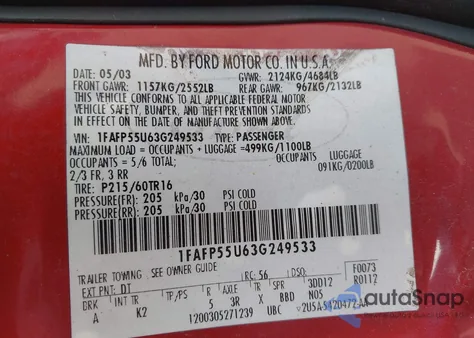 MFD. BY FORD MOTOR CO. IN U.S.A.
DATE: 05/03 GVWR: 2124KG/4684LB
FRONT GAWR: 1157KG/2552LB REAR GAWR: 967KG/2132LB
THIS VEHICLE CONFORMS TO ALL APPLICABLE FEDERAL MOTOR VEHICLE
SAFETY, BUMPER, AND THEFT PREVENTION STANDARDS
IN EFFECT ON THE DATE OF MANUFACTURE SHOWN ABOVE.
VIN: 1FAFP55U63G249533 TYPE: PASSENGER
MAXIMUM LOAD = OCCUPANTS + LUGGAGE = 499KG/1100LB
OCCUPANTS = 5/6 TOTAL: OCCUPANTS LUGGAGE
2/3 FR, 3 RR 091KG/0200LB
TIRE: P215/60TR16
PRESSURE(FR): 205 kPa/30 PSI COLD
PRESSURE(RR): 205 kPa/30 PSI COLD
1FAFP55U63G249533
TRAILER TOWING - SEE OWNER GUIDE F0073
EXT PNT: DT RC: 56 DSO: R0112
BRK INT TR TP/PS R AXLE TR SPR
A K2 5 3R X BBD NOS 3DD12
1200305271239 UBC
autoSnap